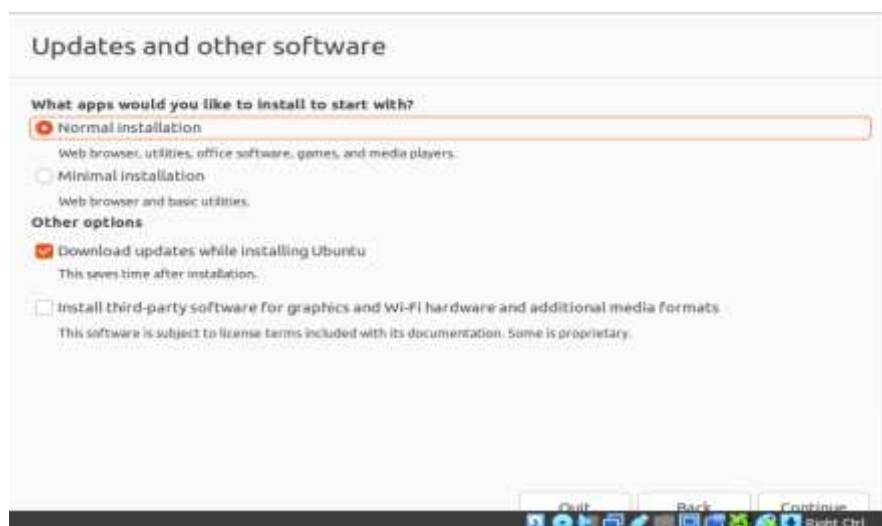 Updates and other software
What apps would you like to install to start with?
Normal installation
Web browser, utilities, office software, games, and media players.
Minimal installation
Web browser and basic utilities.
Other options
Download updates while installing Ubuntu
This saves time after installation.
Install third-party software for graphics and Wi-Fi hardware and additional media formats
This software is subject to license terms included with its documentation. Some is proprietary.
Quit Back Continue
Right Ctrl